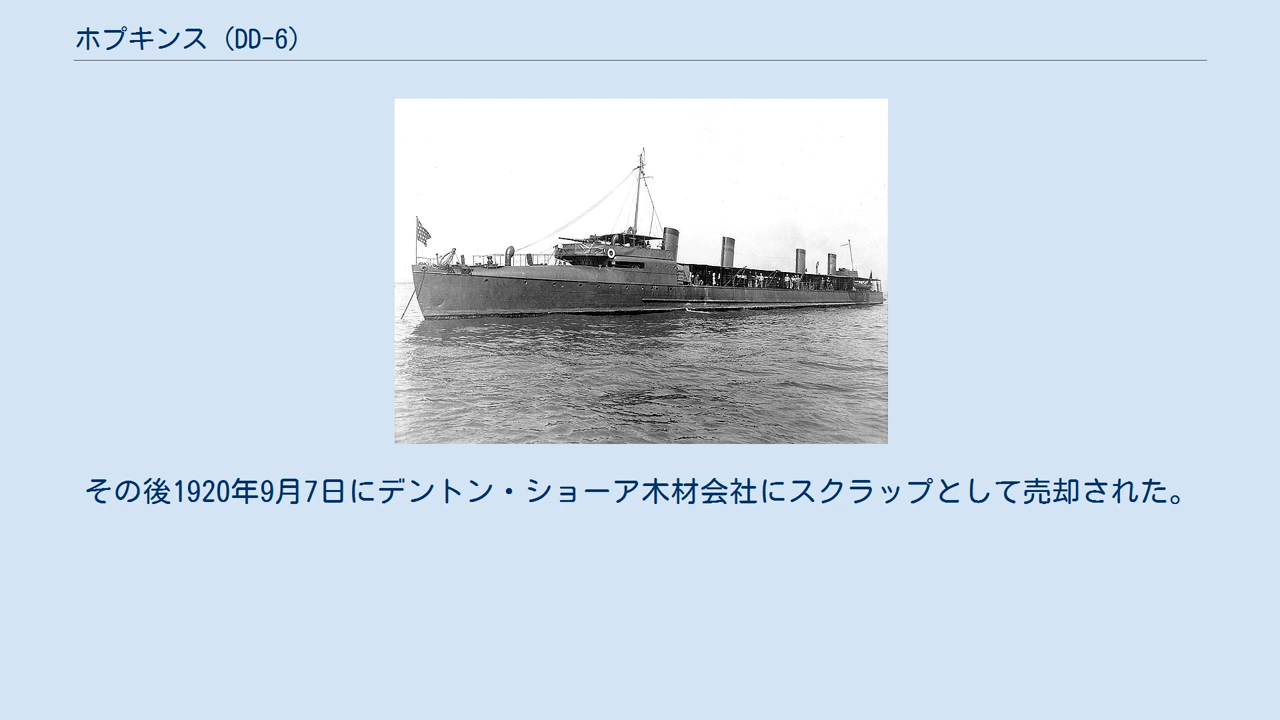 ホプキンス（DD-6）
その後1920年9月7日にデントン・ショーア木材会社にスクラップとして売却された。